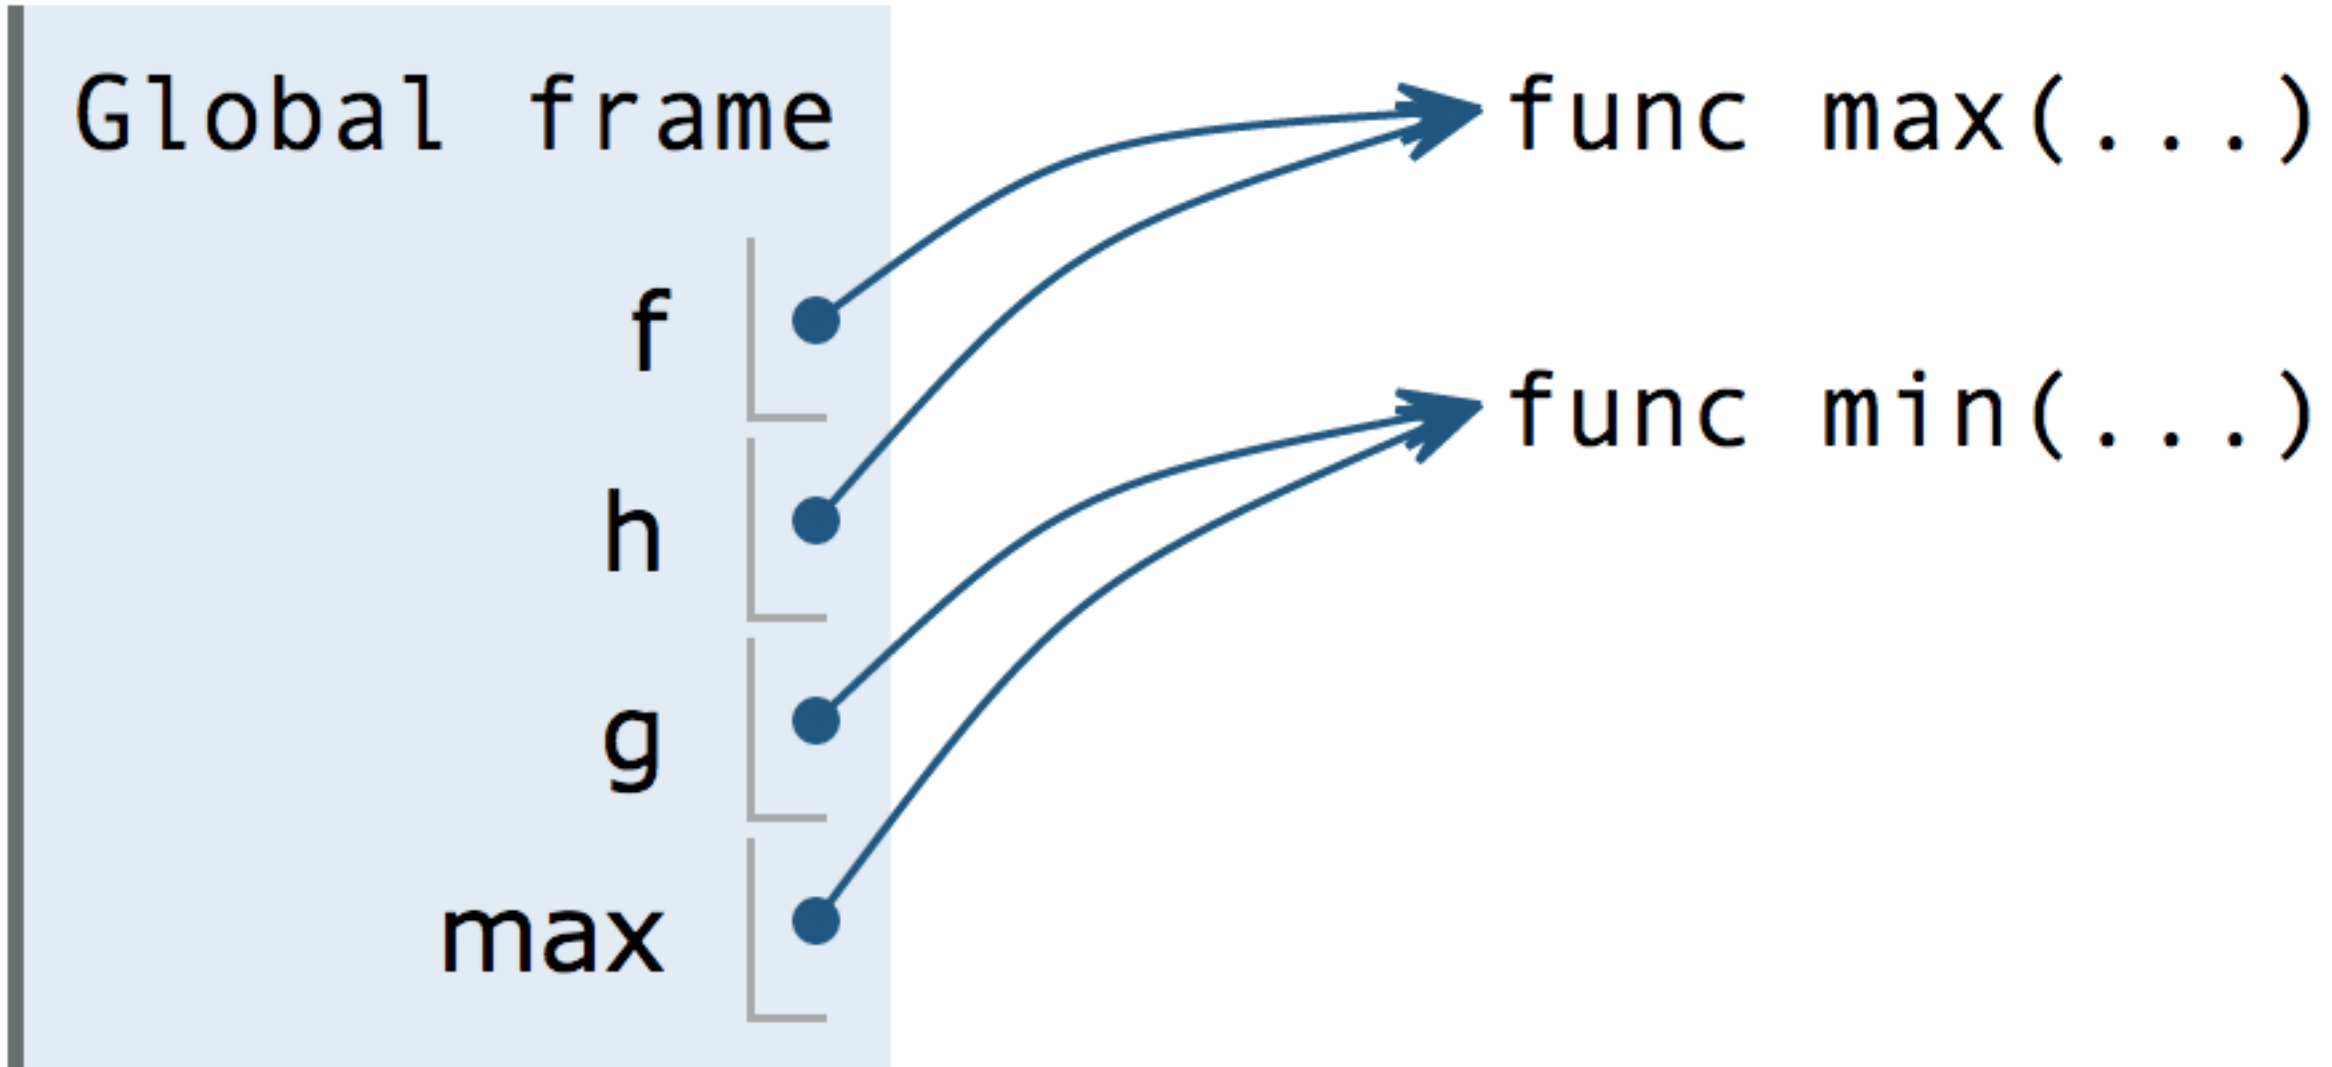 Global frame
func max(...)
f
func min(...)
h
g
max